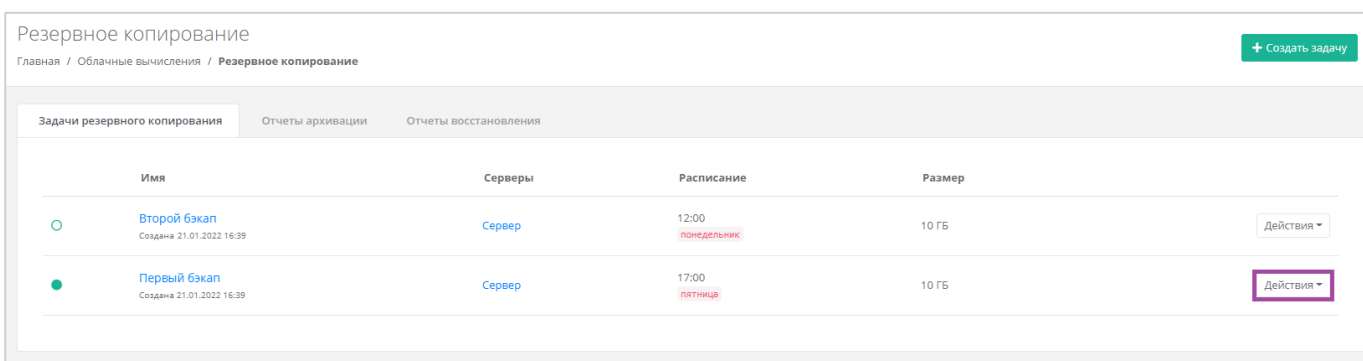 Резервное копирование
Главная / Облачные вычисления / Резервное копирование
+ Создать задачу
Задачи резервного копирования Отчеты архивации Отчеты восстановления
Имя Серверы Расписание Размер
Второй бэкап
Создана 21.01.2022 16:39
Сервер
12:00
понедельник
10 ГБ
Действия
Первый бэкап
Создана 21.01.2022 16:39
Сервер
17:00
пятница
10 ГБ
Действия